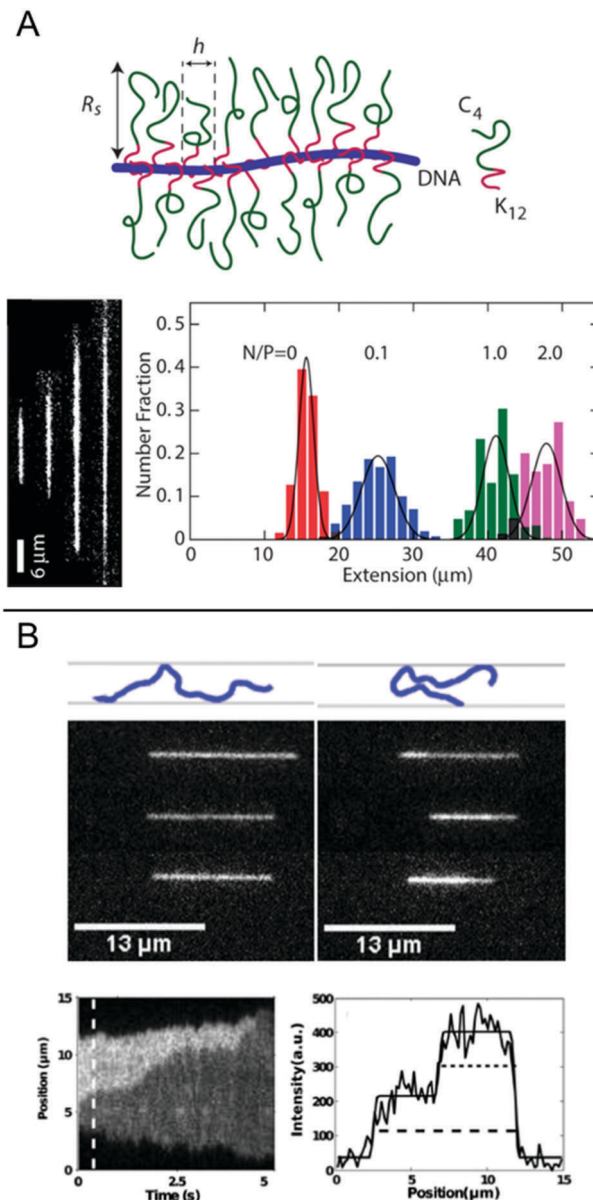 A
h
Rs
C4
DNA
K12
6 μm
0.5
0.4
0.3
0.2
0.1
0
Number Fraction
N/P=0 0.1 1.0 2.0
0 10 20 30 40 50
Extension (μm)
B
13 μm 13 μm
15
10
5
0
Position(μm)
0 2.5 5
Time (s)
500
400
300
200
100
0
Intensity(a.u.)
0 5 10 15
Position(μm)